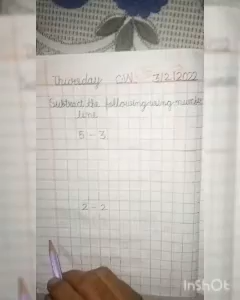 Thursday C.W 3/2/2022
Subtract the following using number
line
5 - 3
2 - 2
InShOt